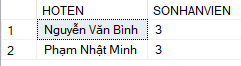 HOTEN SONHANVIEN
1 Nguyễn Văn Bình 3
2 Phạm Nhật Minh 3